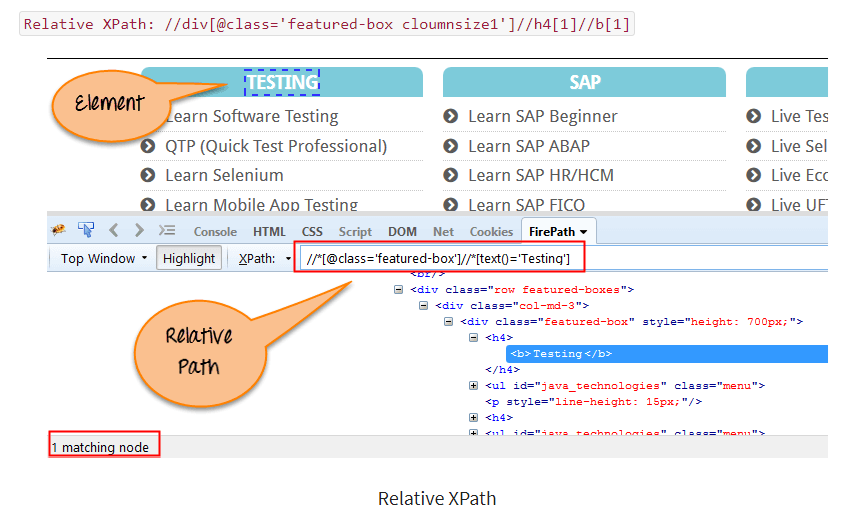 Relative XPath: //div[@class='featured-box cloumnsize1']//h4[1]//b[1]
Element
TESTING
SAP
Learn Software Testing
Learn SAP Beginner
Live Tes
QTP (Quick Test Professional)
Learn SAP ABAP
Live Sel
Learn Selenium
Learn SAP HR/HCM
Live Eco
Learn Mobile App Testing
Learn SAP FICO
Live UFT
Console HTML CSS Script DOM Net Cookies FirePath
Top Window Highlight XPath: //*[@class='featured-box']//*[text()='Testing']
<br/>
<div class="row featured-boxes">
<div class="col-md-3">
<div class="featured-box" style="height: 700px;">
<h4>
<b>Testing</b>
</h4>
<ul id="java_technologies" class="menu">
<p style="line-height: 15px;"/>
<h4>
<ul id="java_technologies" class="menu">
Relative
Path
1 matching node
Relative XPath